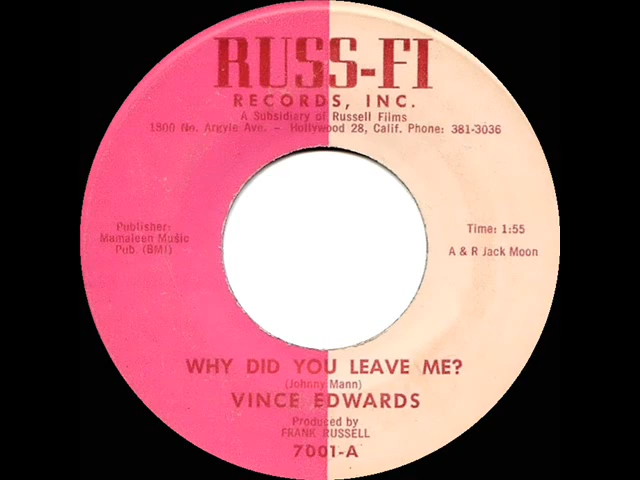 RUSS-FI
RECORDS, INC.
A Subsidiary of Russell Films
1800 No. Argyle Ave. - Hollywood 28, Calif. Phone: 381-3036
Publisher:
Mamaleen Music
Pub. (BMI)
Time: 1:55
A & R Jack Moon
WHY DID YOU LEAVE ME?
(Johnny Mann)
VINCE EDWARDS
Produced by
FRANK RUSSELL
7001-A